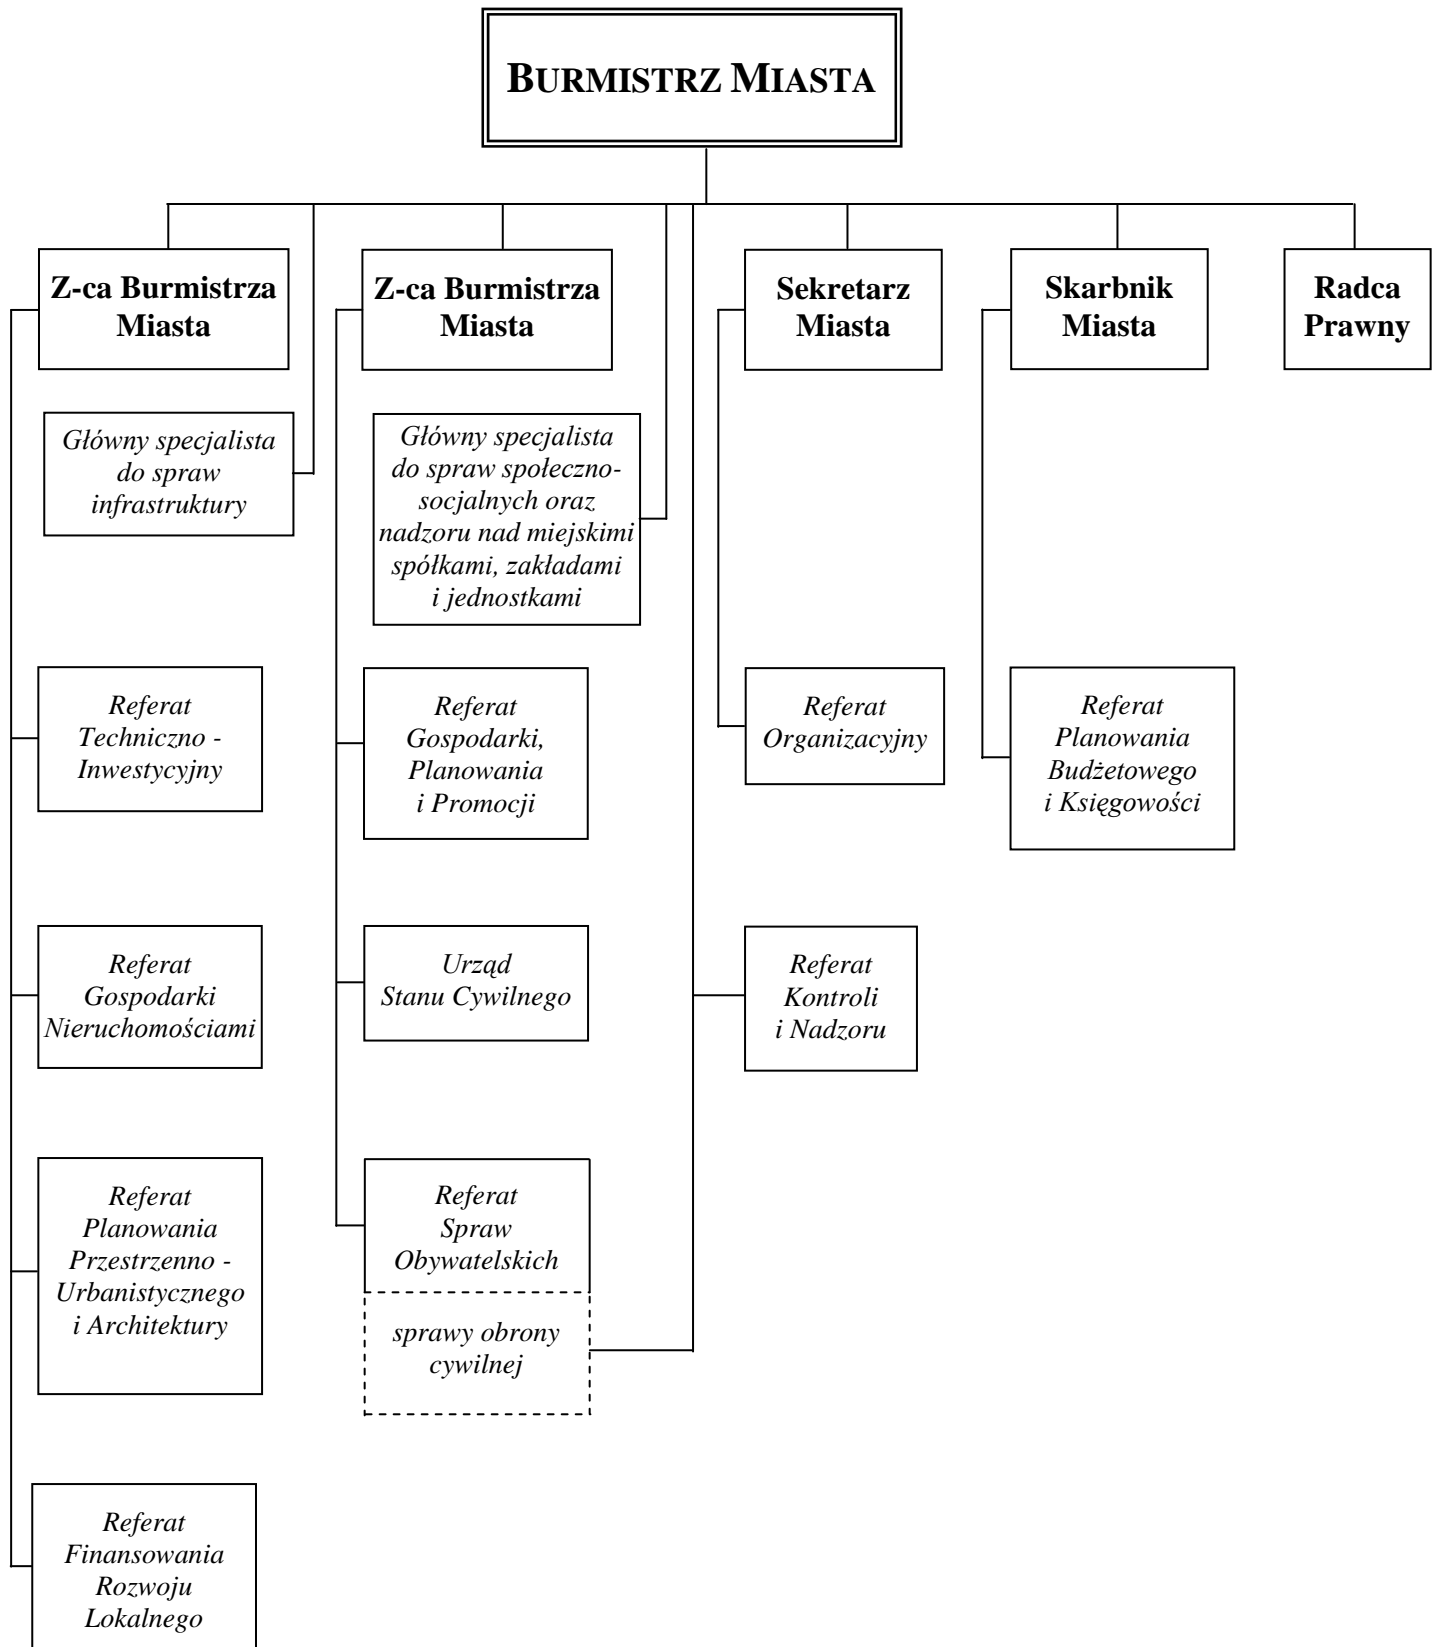 BURMISTRZ MIASTA
Z-ca Burmistrza
Miasta
Z-ca Burmistrza
Miasta
Sekretarz
Miasta
Skarbnik
Miasta
Radca
Prawny
Główny specjalista
do spraw
infrastruktury
Główny specjalista
do spraw społeczno-
socjalnych oraz
nadzoru nad miejskimi
spółkami, zakładami
i jednostkami
Referat
Techniczno -
Inwestycyjny
Referat
Gospodarki,
Planowania
i Promocji
Referat
Organizacyjny
Referat
Planowania
Budżetowego
i Księgowości
Referat
Gospodarki
Nieruchomościami
Urząd
Stanu Cywilnego
Referat
Kontroli
i Nadzoru
Referat
Planowania
Przestrzenno -
Urbanistycznego
i Architektury
Referat
Spraw
Obywatelskich
sprawy obrony
cywilnej
Referat
Finansowania
Rozwoju
Lokalnego